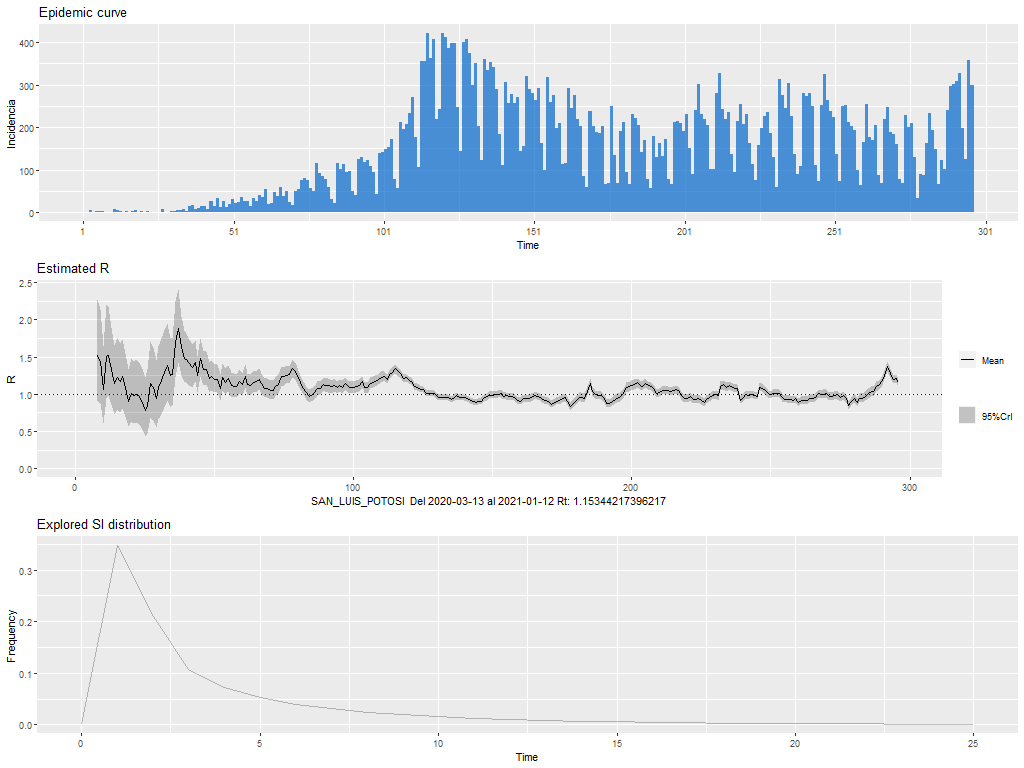 Epidemic curve
400
300
200
100
0
Incidencia
1
51
101
151
201
251
301
Time
Estimated R
2.5
2.0
1.5
1.0
0.5
0.0
R
Mean
95%CrI
0
100
200
300
SAN_LUIS_POTOSI Del 2020-03-13 al 2021-01-12 Rt: 1.15344217396217
Explored SI distribution
0.3
0.2
0.1
0.0
Frequency
0
5
10
15
20
25
Time